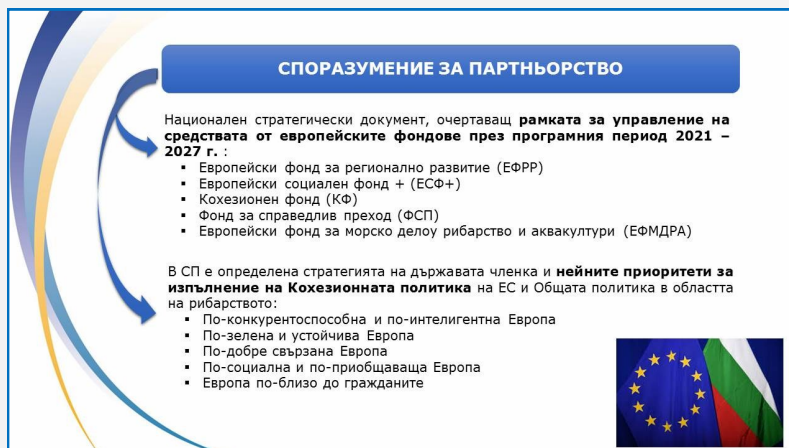 СПОРАЗУМЕНИЕ ЗА ПАРТНЬОРСТВО
Национален стратегически документ, очертаващ рамката за управление на
средствата от европейските фондове през програмния период 2021 –
2027 г. :
▪ Европейски фонд за регионално развитие (ЕФРР)
▪ Европейски социален фонд + (ЕСФ+)
▪ Кохезионен фонд (КФ)
▪ Фонд за справедлив преход (ФСП)
▪ Европейски фонд за морско делоу рибарство и аквакултури (ЕФМДРА)
В СП е определена стратегията на държавата членка и нейните приоритети за
изпълнение на Кохезионната политика на ЕС и Общата политика в областта
на рибарството:
▪ По-конкурентоспособна и по-интелигентна Европа
▪ По-зелена и устойчива Европа
▪ По-добре свързана Европа
▪ По-социална и по-приобщаваща Европа
▪ Европа по-близо до гражданите